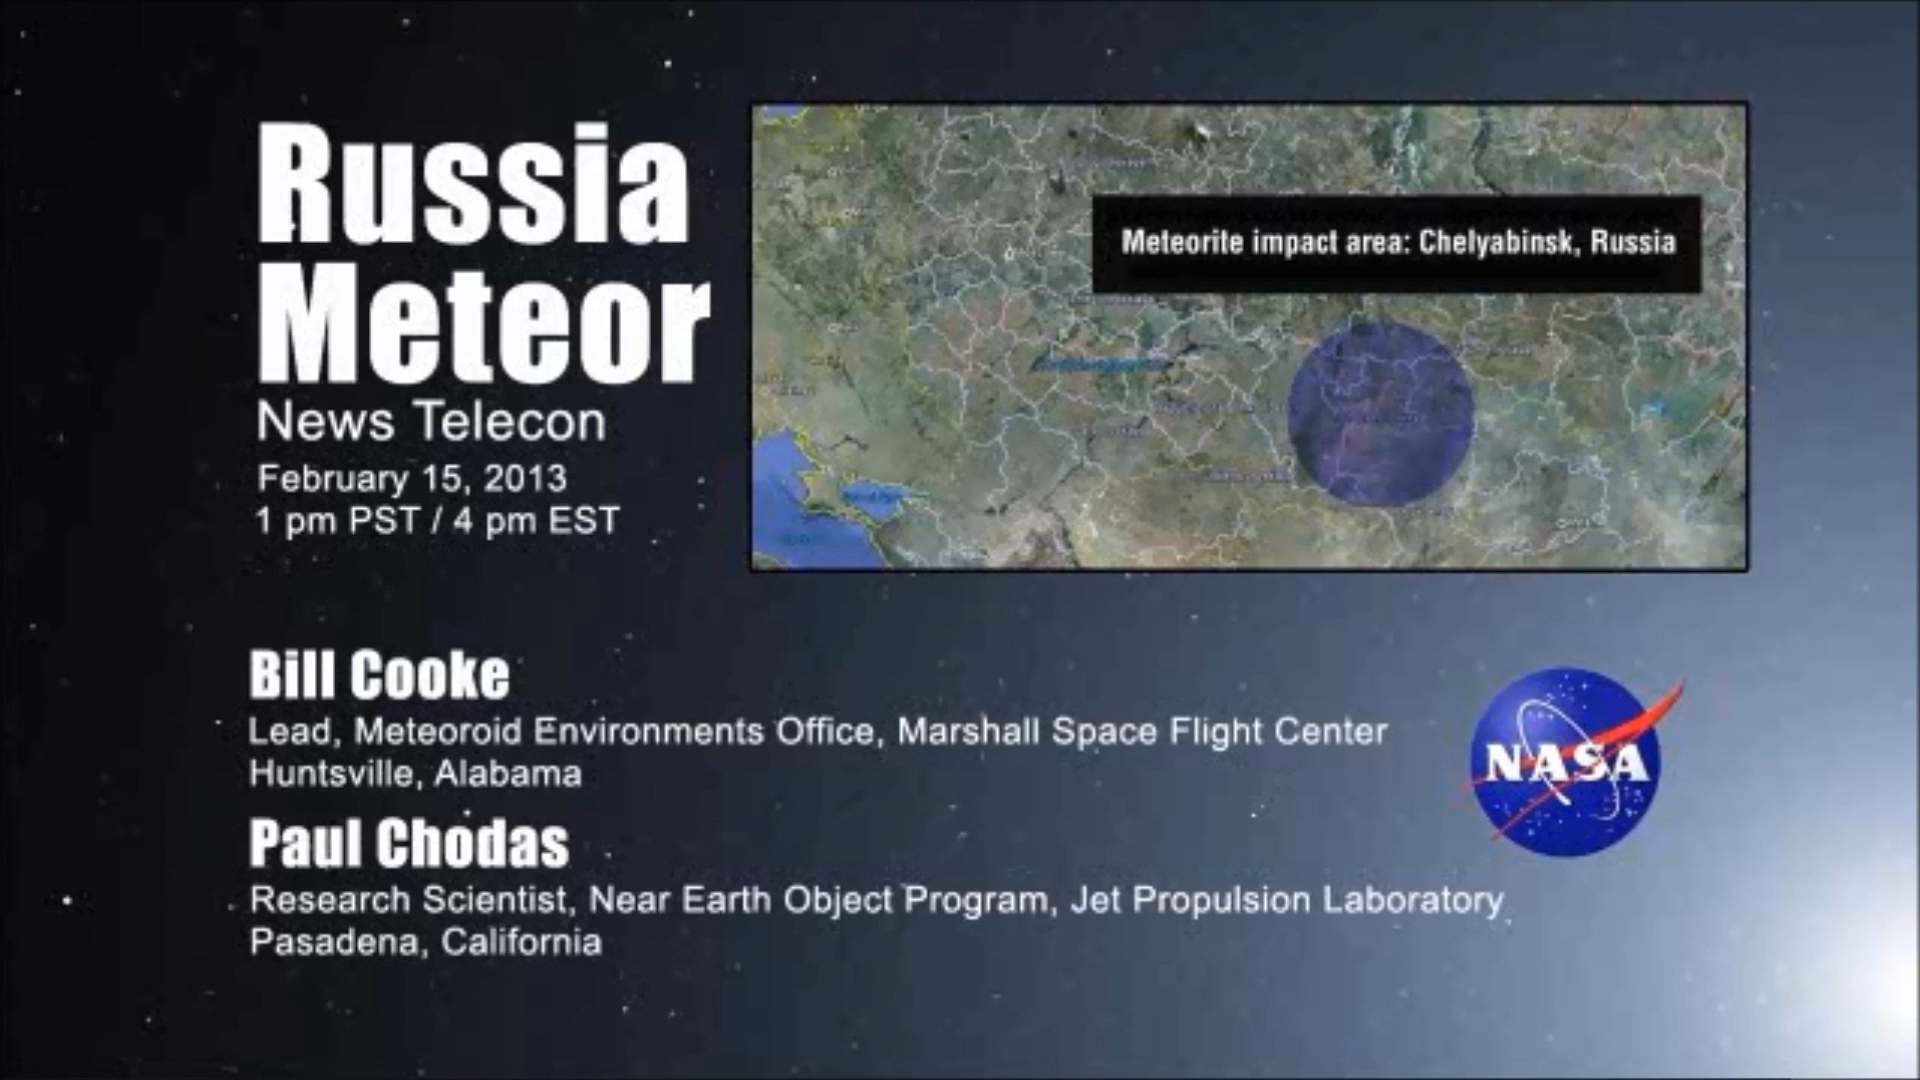 Russia
Meteor
News Telecon
February 15, 2013
1 pm PST / 4 pm EST
Meteorite impact area: Chelyabinsk, Russia
Bill Cooke
Lead, Meteoroid Environments Office, Marshall Space Flight Center
Huntsville, Alabama
Paul Chodas
Research Scientist, Near Earth Object Program, Jet Propulsion Laboratory
Pasadena, California
NASA